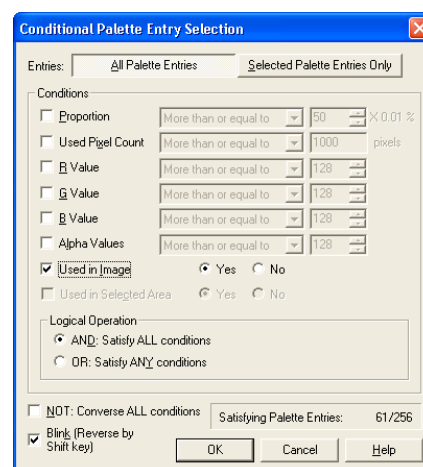 Conditional Palette Entry Selection
Entries: All Palette Entries Selected Palette Entries Only
Conditions
Proportion More than or equal to 50 X 0.01 %
Used Pixel Count More than or equal to 1000 pixels
R Value More than or equal to 128
G Value More than or equal to 128
B Value More than or equal to 128
Alpha Values More than or equal to 128
Used in Image Yes No
Used in Selected Area Yes No
Logical Operation
AND: Satisfy ALL conditions
OR: Satisfy ANY conditions
NOT: Converse ALL conditions Satisfying Palette Entries: 61/256
Blink (Reverse by
Shift key) OK Cancel Help